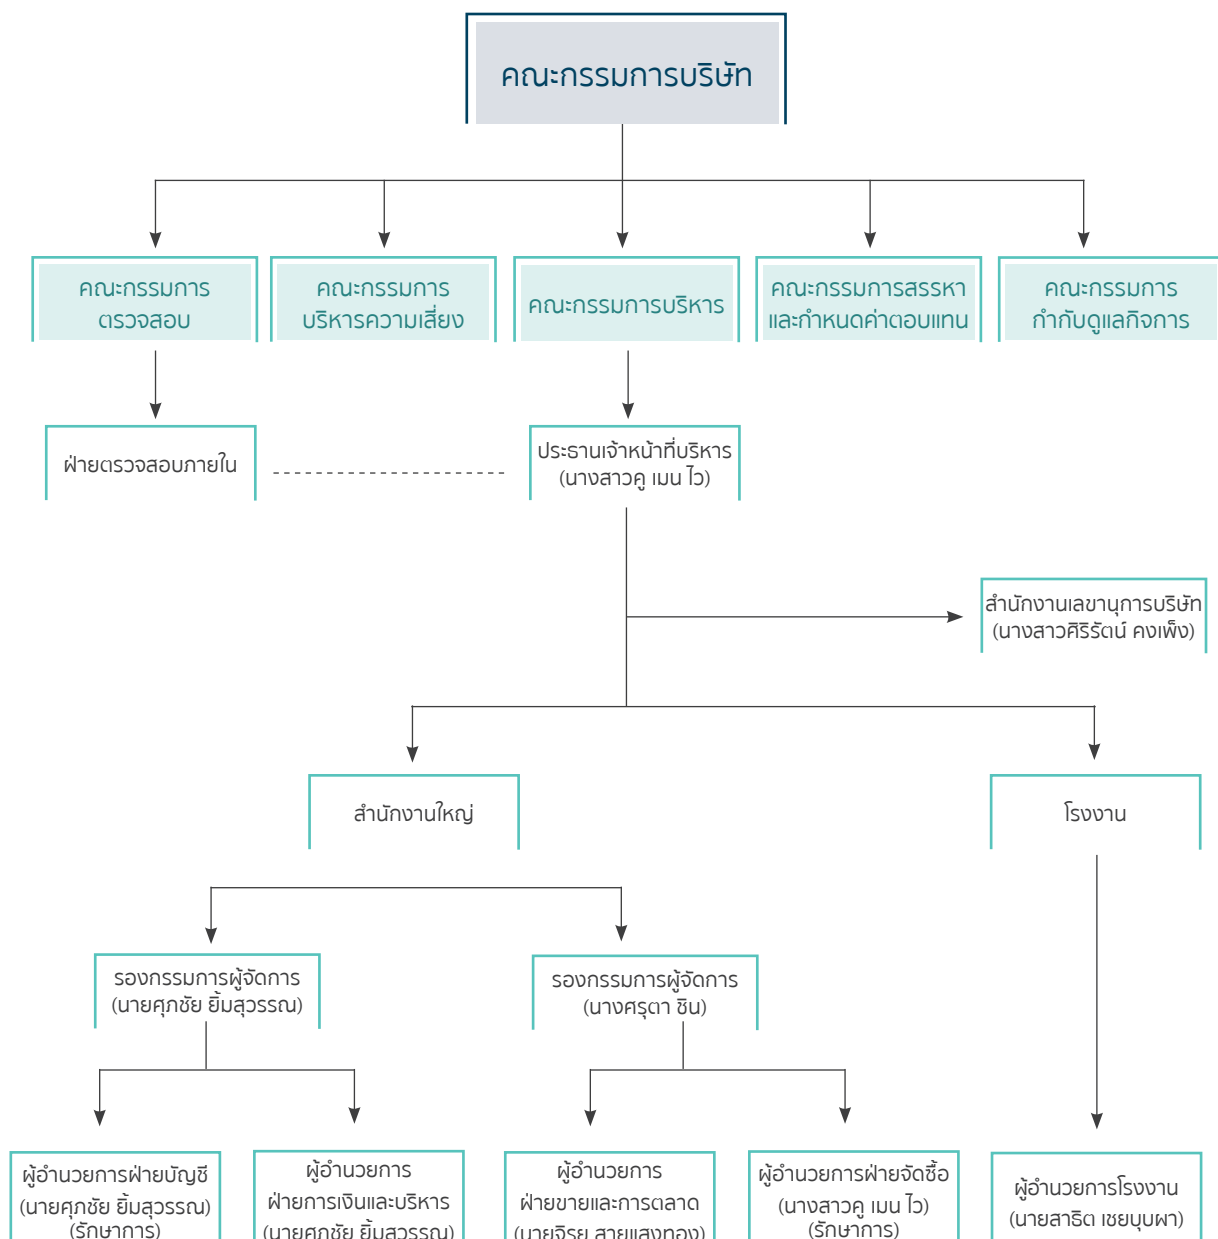 คณะกรรมการบริษัท
คณะกรรมการ
ตรวจสอบ
คณะกรรมการ
บริหารความเสี่ยง
คณะกรรมการบริหาร
คณะกรรมการสรรหา
และกำหนดค่าตอบแทน
คณะกรรมการ
กำกับดูแลกิจการ
ฝ่ายตรวจสอบภายใน
ประธานเจ้าหน้าที่บริหาร
(นางสาวคู เมน ไว)
สำนักงานเลขานุการบริษัท
(นางสาวศิริรัตน์ คงเพ็ง)
สำนักงานใหญ่
โรงงาน
รองกรรมการผู้จัดการ
(นายศุภชัย ยิ้มสุวรรณ)
รองกรรมการผู้จัดการ
(นางศรุตา ชิน)
ผู้อำนวยการฝ่ายบัญชี
(นายศุภชัย ยิ้มสุวรรณ)
(รักษาการ)
ผู้อำนวยการ
ฝ่ายการเงินและบริหาร
(นายศุภชัย ยิ้มสุวรรณ)
ผู้อำนวยการ
ฝ่ายขายและการตลาด
(นายจิรยุ สายแสงทอง)
ผู้อำนวยการฝ่ายจัดซื้อ
(นางสาวคู เมน ไว)
(รักษาการ)
ผู้อำนวยการโรงงาน
(นายสาธิต เชยบุบผา)